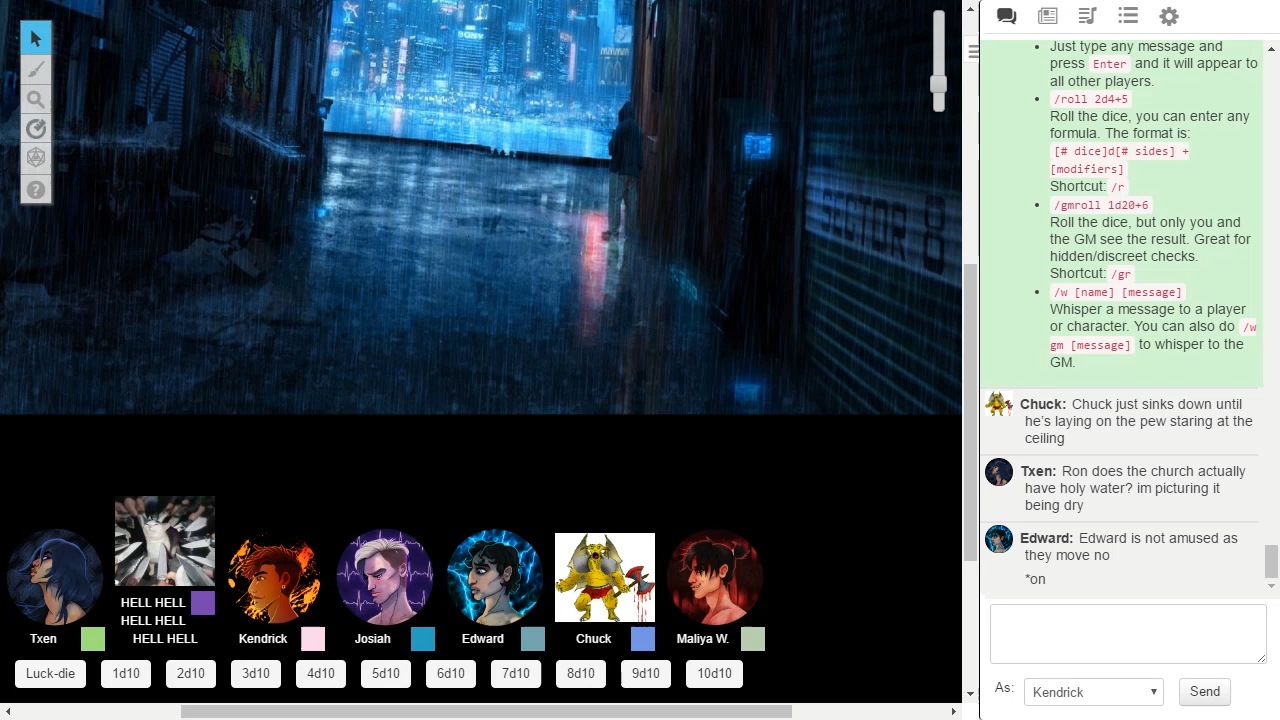 SECTOR 8
Just type any message and
press Enter and it will appear to
all other players.
/roll 2d4+5
Roll the dice, you can enter any
formula. The format is:
[# dice]d[# sides] +
[modifiers]
Shortcut: /r
/gmroll 1d20+6
Roll the dice, but only you and
the GM see the result. Great for
hidden/discreet checks.
Shortcut: /gr
/w [name] [message]
Whisper a message to a player
or character. You can also do /w
gm [message] to whisper to the
GM.
Chuck: Chuck just sinks down until
he's laying on the pew staring at the
ceiling
Txen: Ron does the church actually
have holy water? im picturing it
being dry
Edward: Edward is not amused as
they move no
*on
As: Kendrick Send
HELL HELL
HELL HELL
HELL HELL
Txen Kendrick Josiah Edward Chuck Maliya W.
Luck-die 1d10 2d10 3d10 4d10 5d10 6d10 7d10 8d10 9d10 10d10